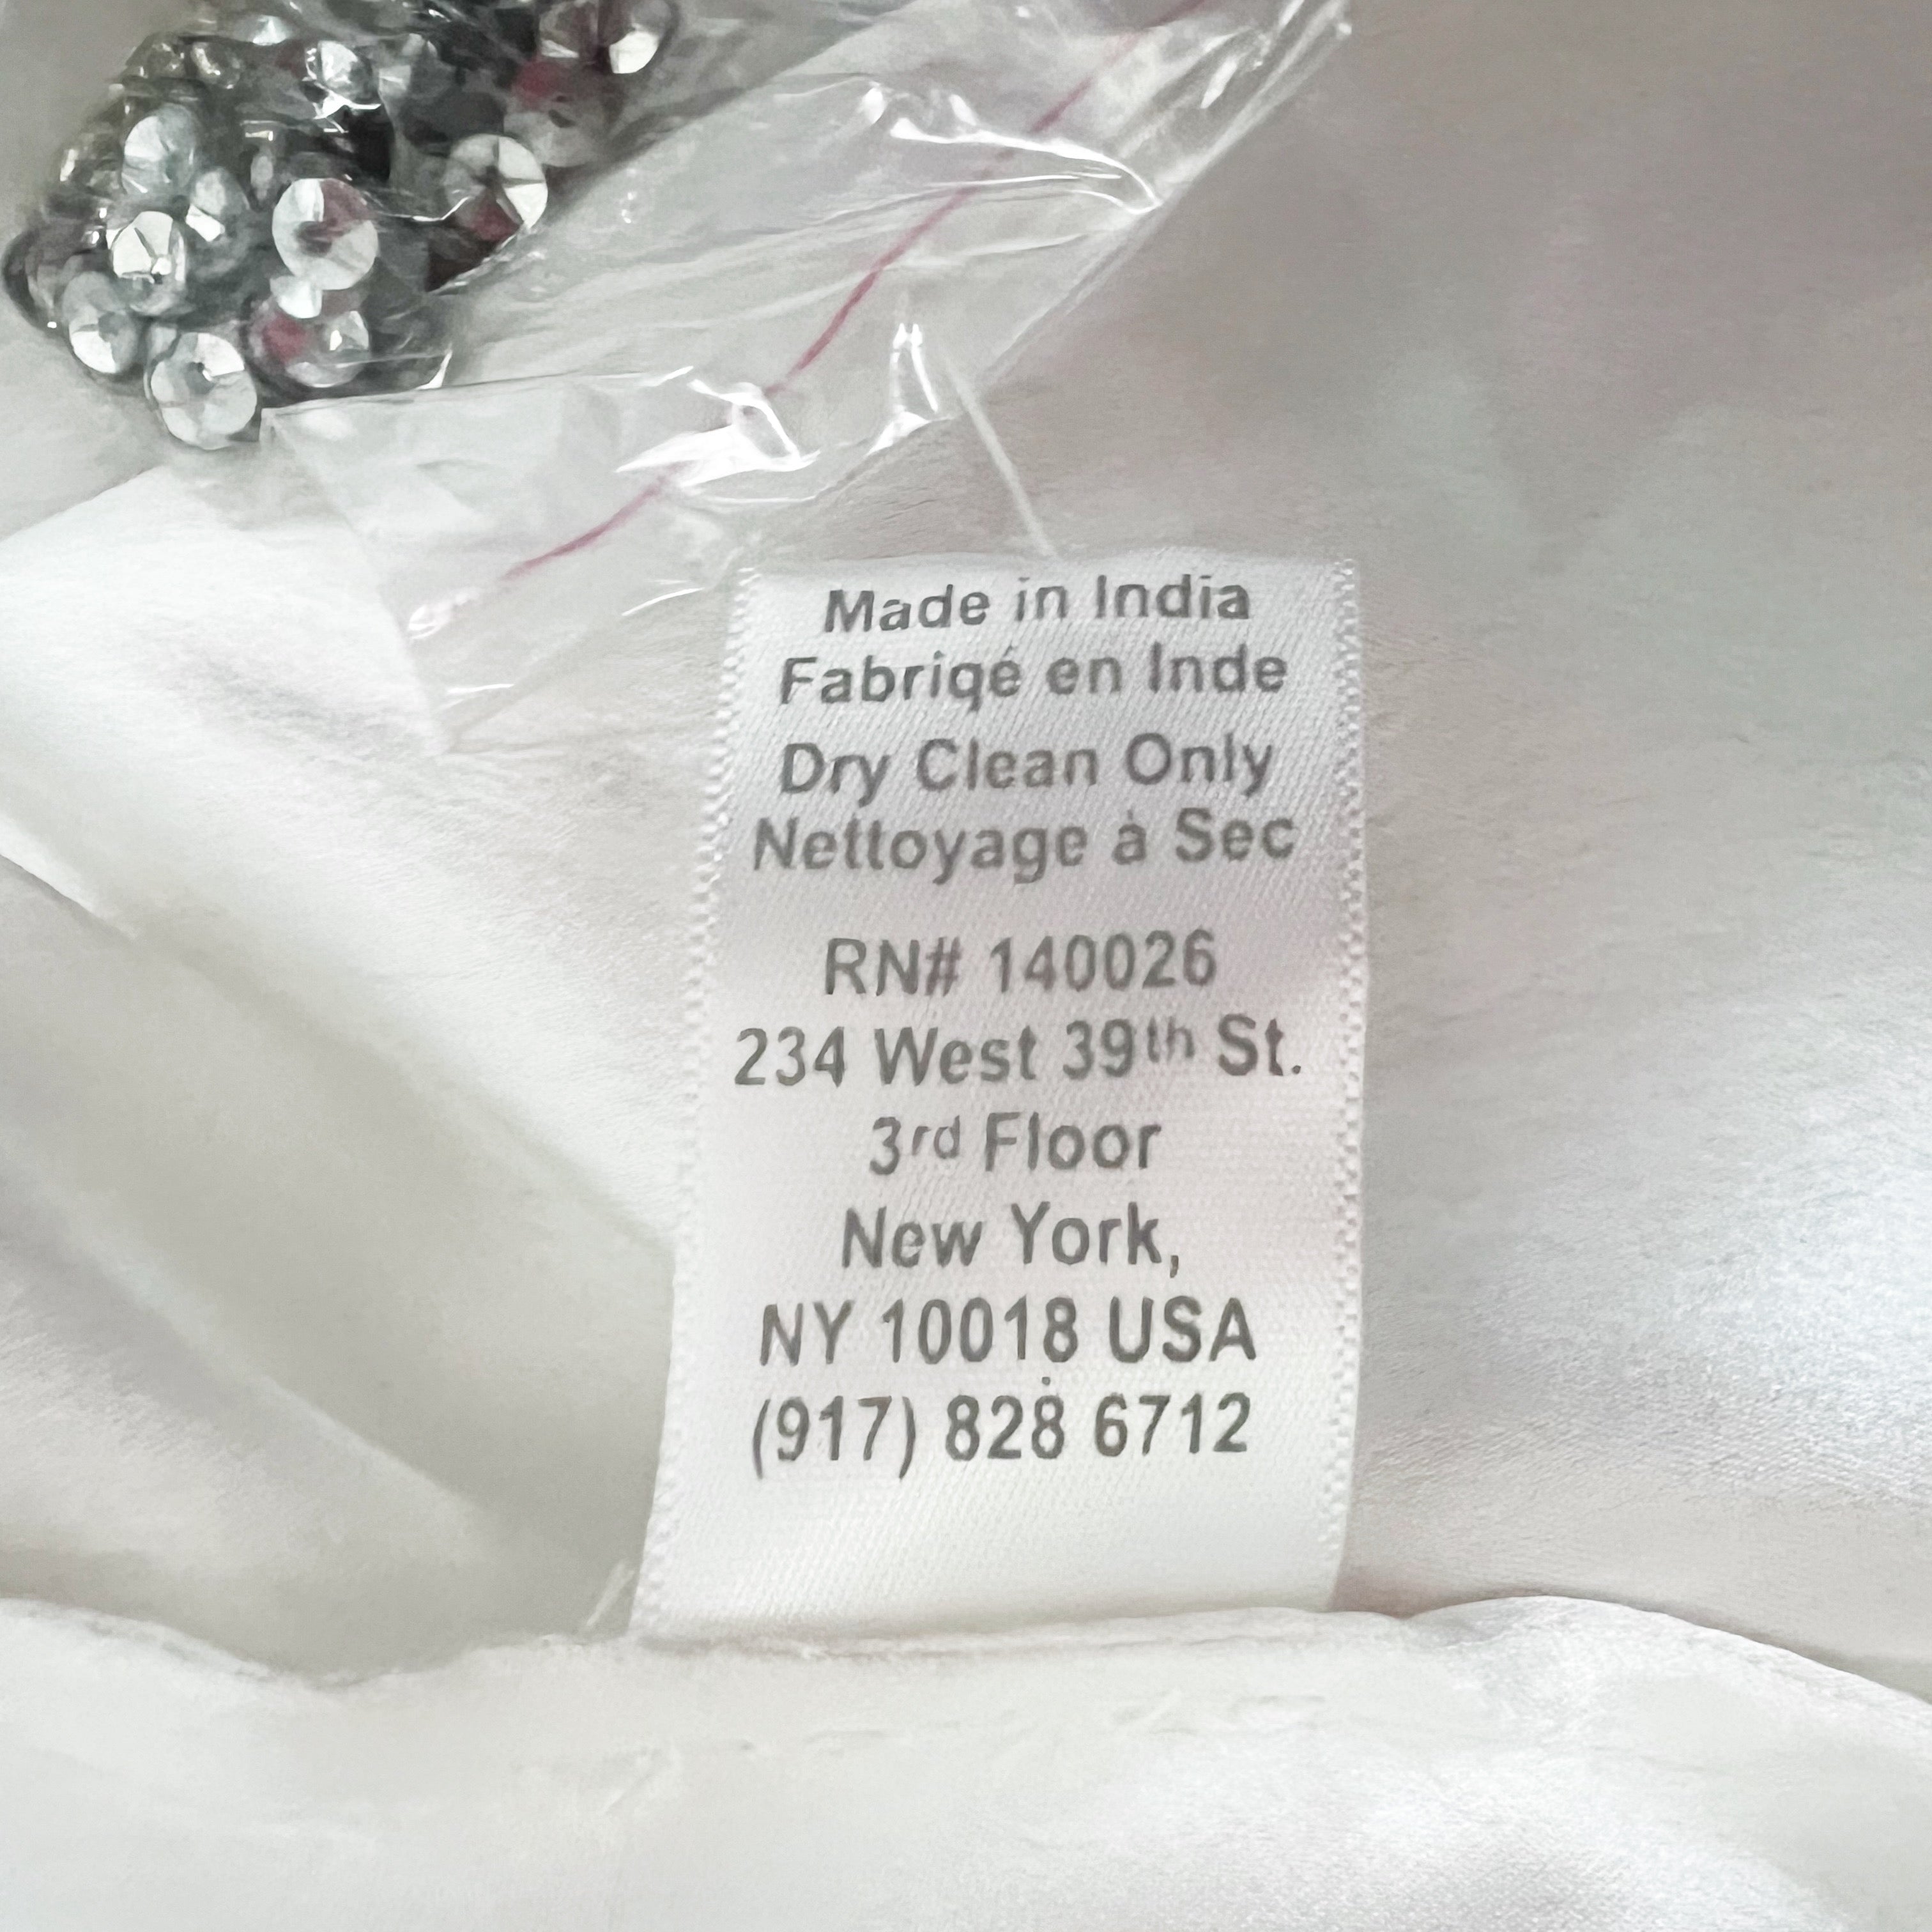 Made in India
Fabriqé en Inde
Dry Clean Only
Nettoyage à Sec
RN# 140026
234 West 39th St.
3rd Floor
New York,
NY 10018 USA
(917) 828 6712